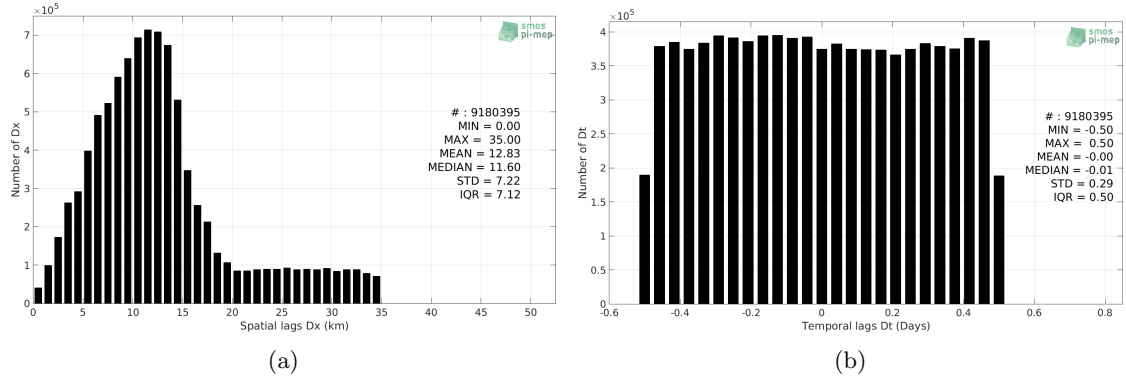 ×10⁵
7
6
5
4
3
2
1
0
Number of Dx
0 5 10 15 20 25 30 35 40 45 50
Spatial lags Dx (km)
smos
pi-mep
# : 9180395
MIN = 0.00
MAX = 35.00
MEAN = 12.83
MEDIAN = 11.60
STD = 7.22
IQR = 7.12
(a)
×10⁵
4
3.5
3
2.5
2
1.5
1
0.5
0
Number of Dt
-0.6 -0.4 -0.2 0 0.2 0.4 0.6 0.8
Temporal lags Dt (Days)
smos
pi-mep
# : 9180395
MIN = -0.50
MAX = 0.50
MEAN = -0.00
MEDIAN = -0.01
STD = 0.29
IQR = 0.50
(b)